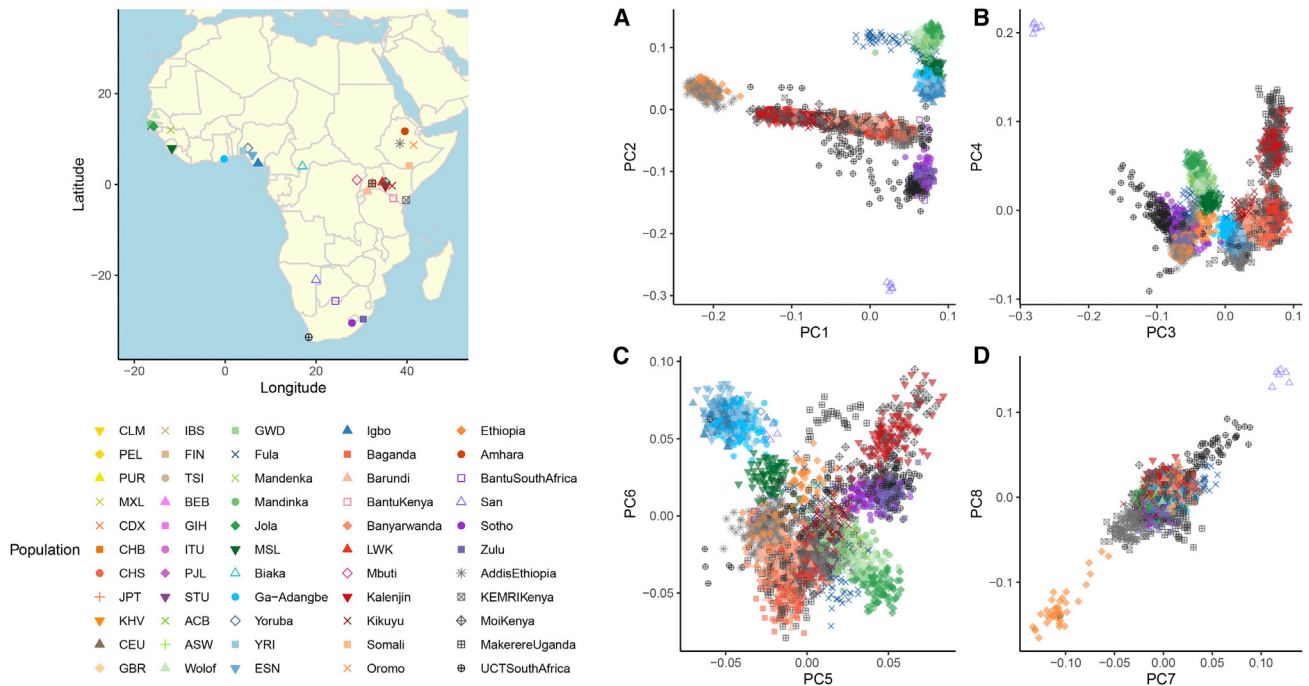 A
B
20
0
−20
Latitude
−20
0
20
40
Longitude
0.1
0.0
−0.1
−0.2
−0.3
PC2
−0.2
−0.1
0.0
0.1
PC1
0.2
0.1
0.0
−0.1
PC4
−0.3
−0.2
−0.1
0.0
0.1
PC3
C
D
0.10
0.05
0.00
−0.05
PC6
−0.05
0.00
0.05
PC5
0.1
0.0
−0.1
PC8
−0.10
−0.05
0.00
0.05
0.10
PC7
Population
CLM
PEL
PUR
MXL
CDX
CHB
CHS
JPT
KHV
CEU
GBR
IBS
FIN
TSI
BEB
GIH
ITU
PJL
STU
ACB
ASW
Wolof
GWD
Fula
Mandenka
Mandinka
Jola
MSL
Biaka
Ga−Adangbe
Yoruba
YRI
ESN
Igbo
Baganda
Barundi
BantuKenya
Banyarwanda
LWK
Mbuti
Kalenjin
Kikuyu
Somali
Oromo
Ethiopia
Amhara
BantuSouthAfrica
San
Sotho
Zulu
AddisEthiopia
KEMRIKenya
MoiKenya
MakerereUganda
UCTSouthAfrica